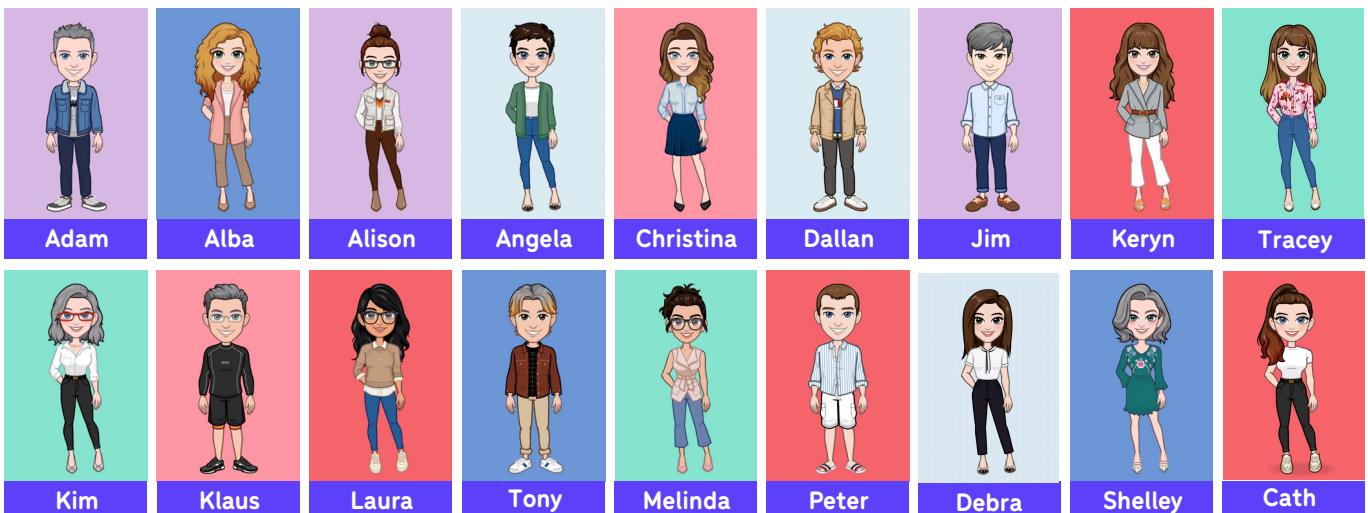 Adam
Alba
Alison
Angela
Christina
Dallan
Jim
Keryn
Tracey
Kim
Klaus
Laura
Tony
Melinda
Peter
Debra
Shelley
Cath